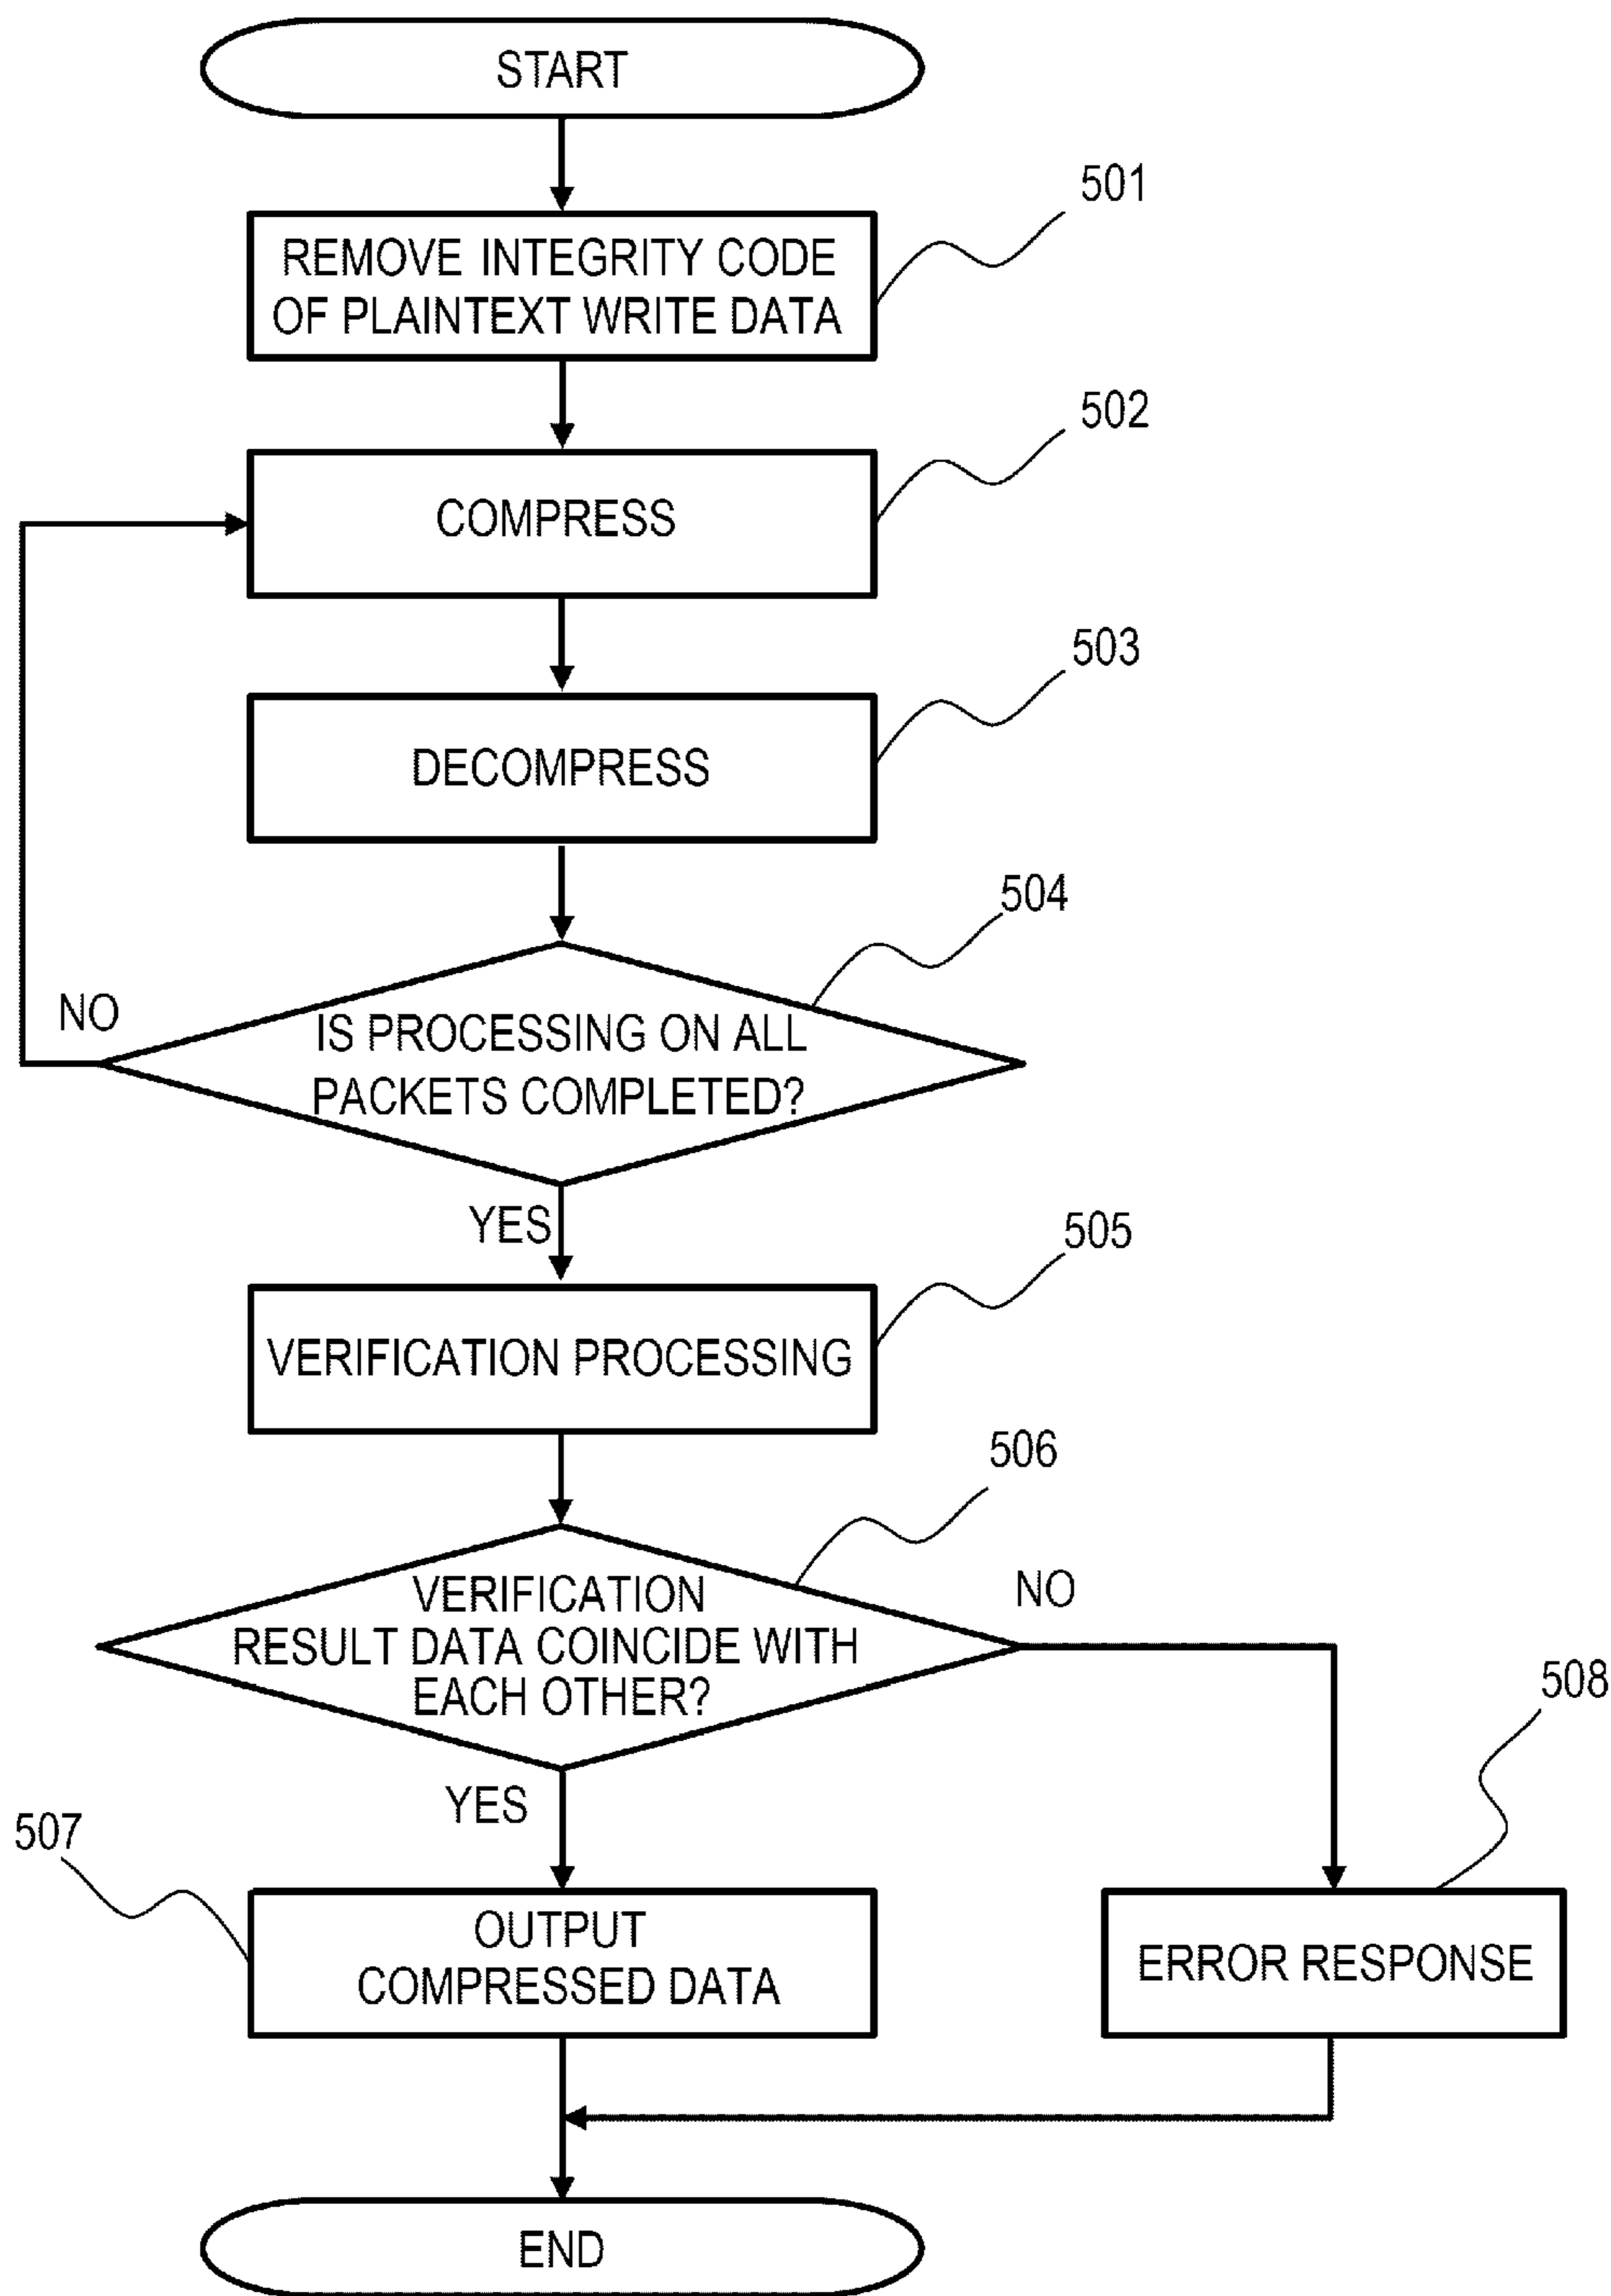 START
501
REMOVE INTEGRITY CODE
OF PLAINTEXT WRITE DATA
502
COMPRESS
503
DECOMPRESS
504
NO
IS PROCESSING ON ALL
PACKETS COMPLETED?
YES
505
VERIFICATION PROCESSING
506
VERIFICATION
RESULT DATA COINCIDE WITH
EACH OTHER?
NO
508
YES
507
OUTPUT
COMPRESSED DATA
ERROR RESPONSE
END